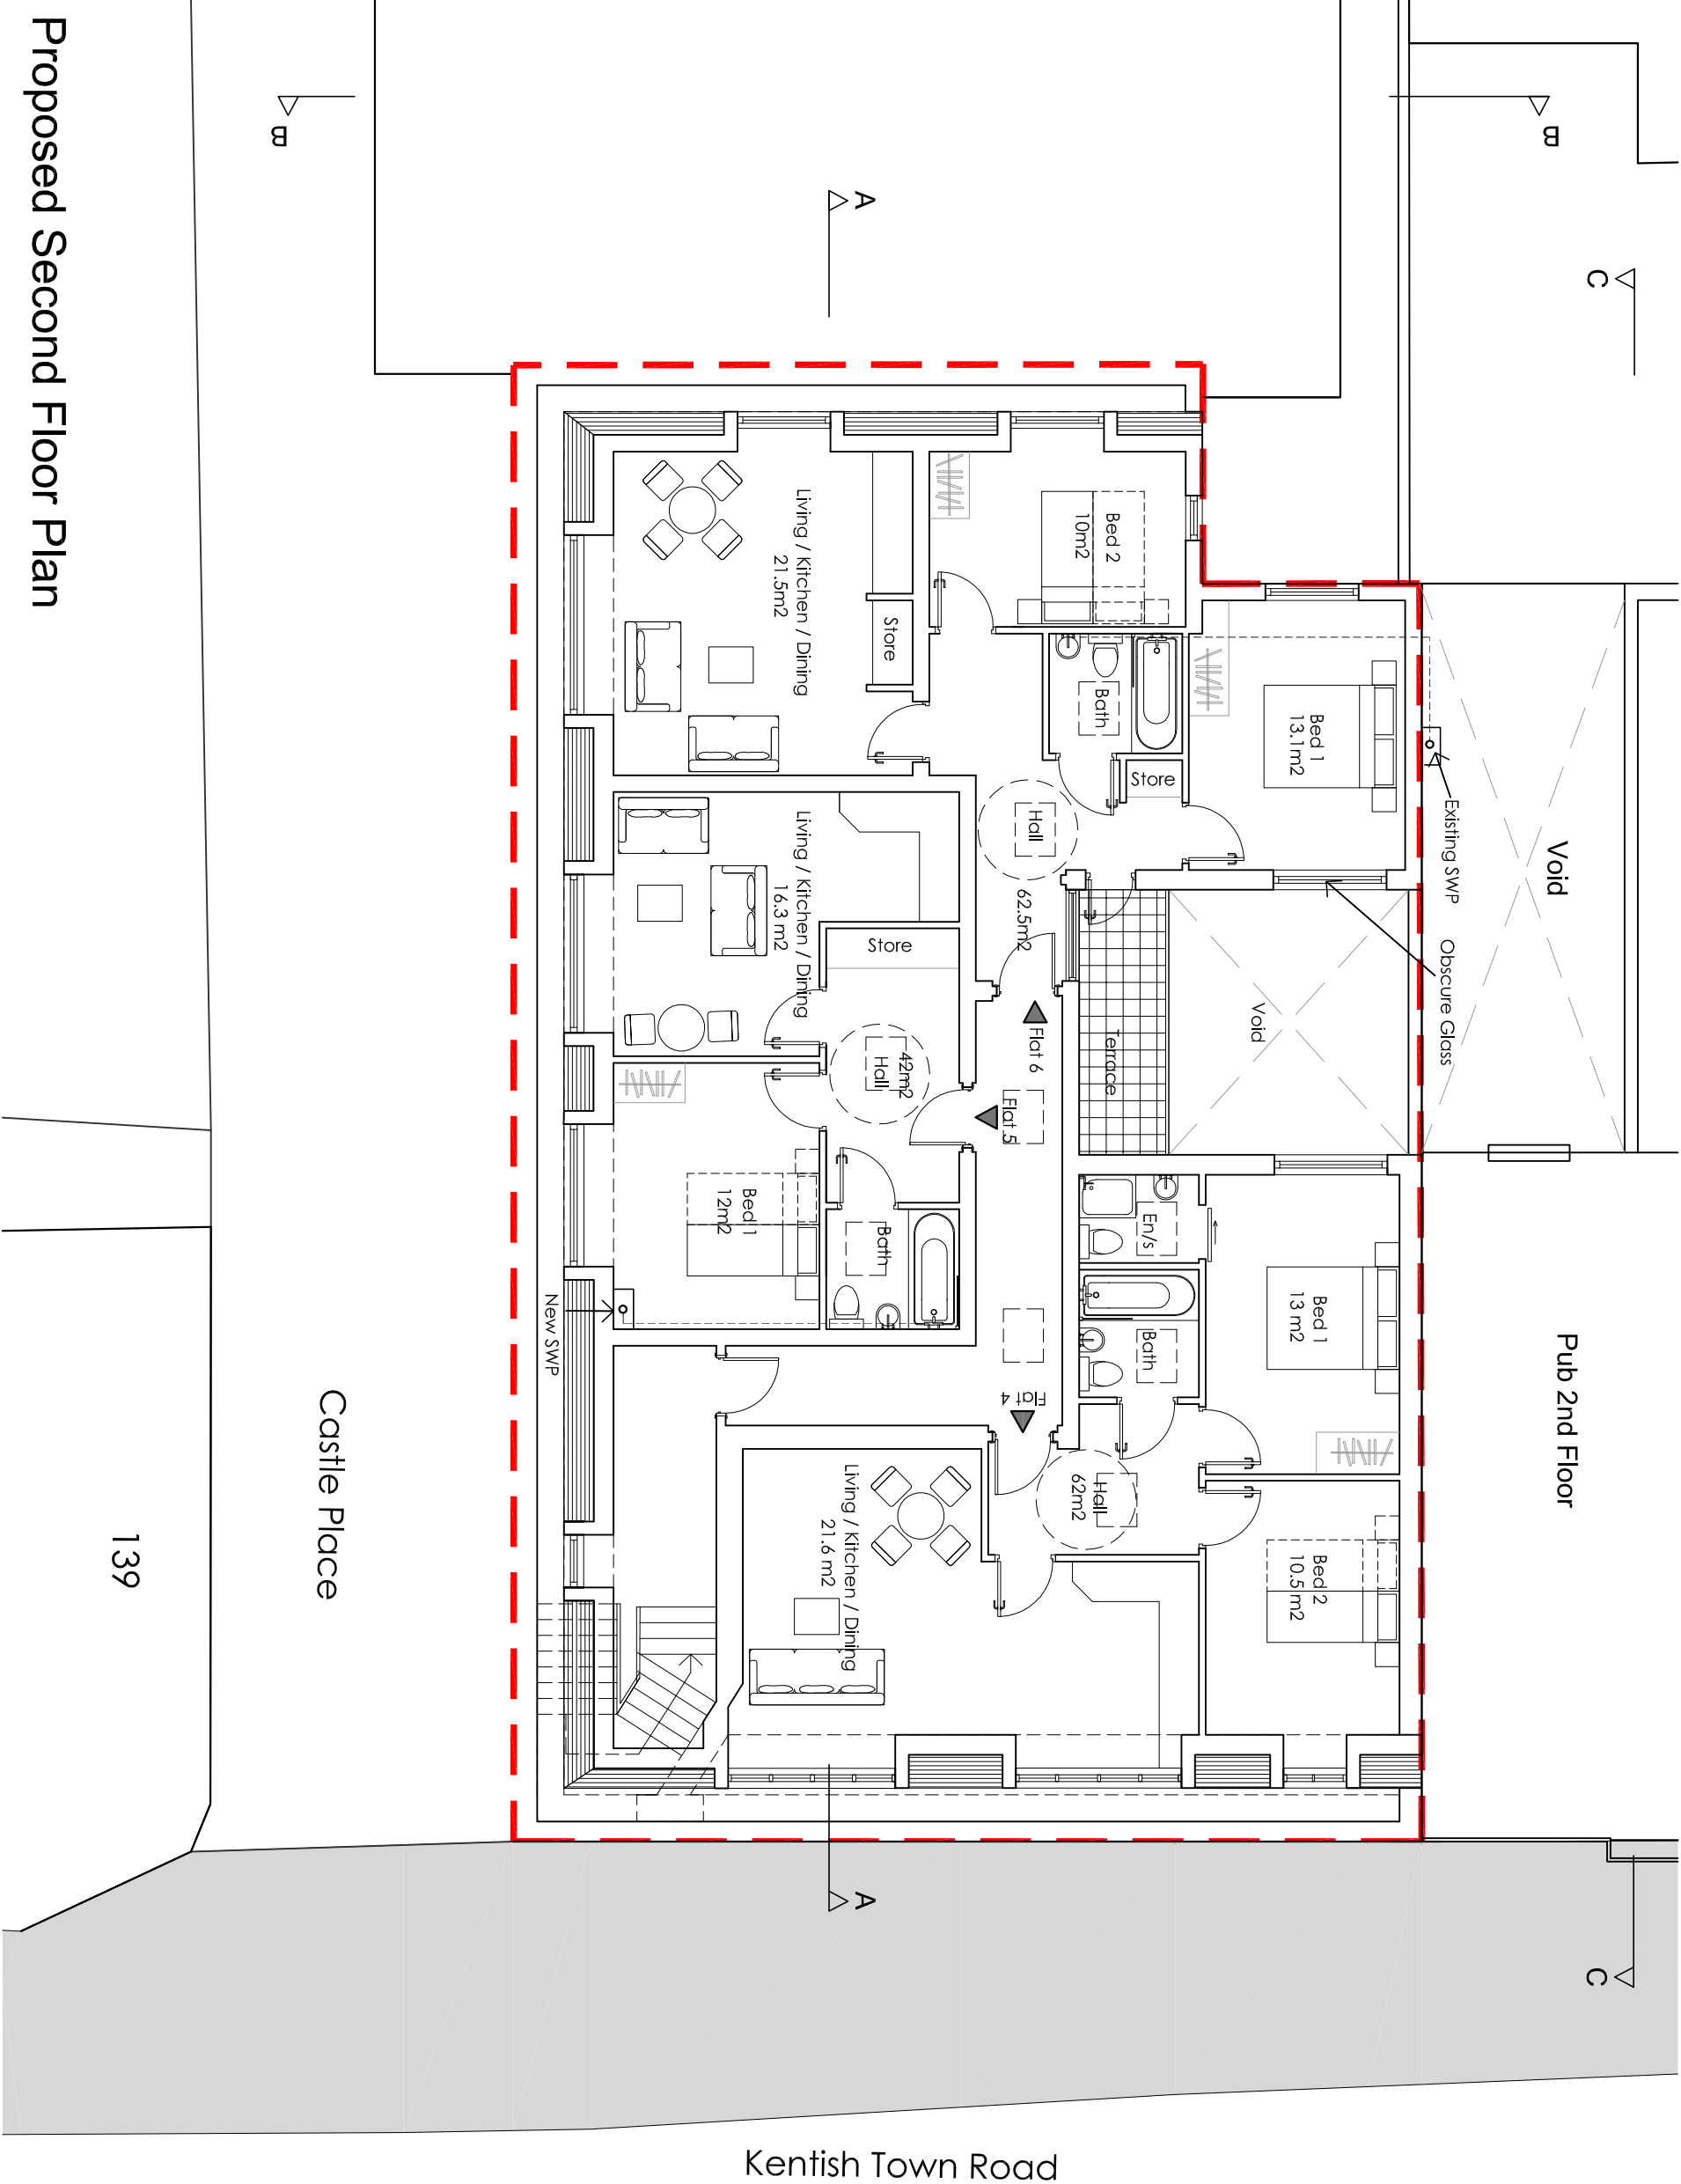 Proposed Second Floor Plan
B
B
A
C
Living / Kitchen / Dining
21.5m2
Store
Bed 2
10m2
Bath
Store
Bed 1
13.1m2
Existing SWP
Void
Hall
62.5m2
Living / Kitchen / Dining
16.3 m2
Store
Obscure Glass
Void
Terrace
Flat 6
Flat 5
42m2
Hall
Bed 1
12m2
Bath
New SWP
En/s
Bath
Bed 1
13 m2
Pub 2nd Floor
Flat 4
Hall
62m2
Bed 2
10.5 m2
Living / Kitchen / Dining
21.6 m2
Castle Place
139
A
C
Kentish Town Road